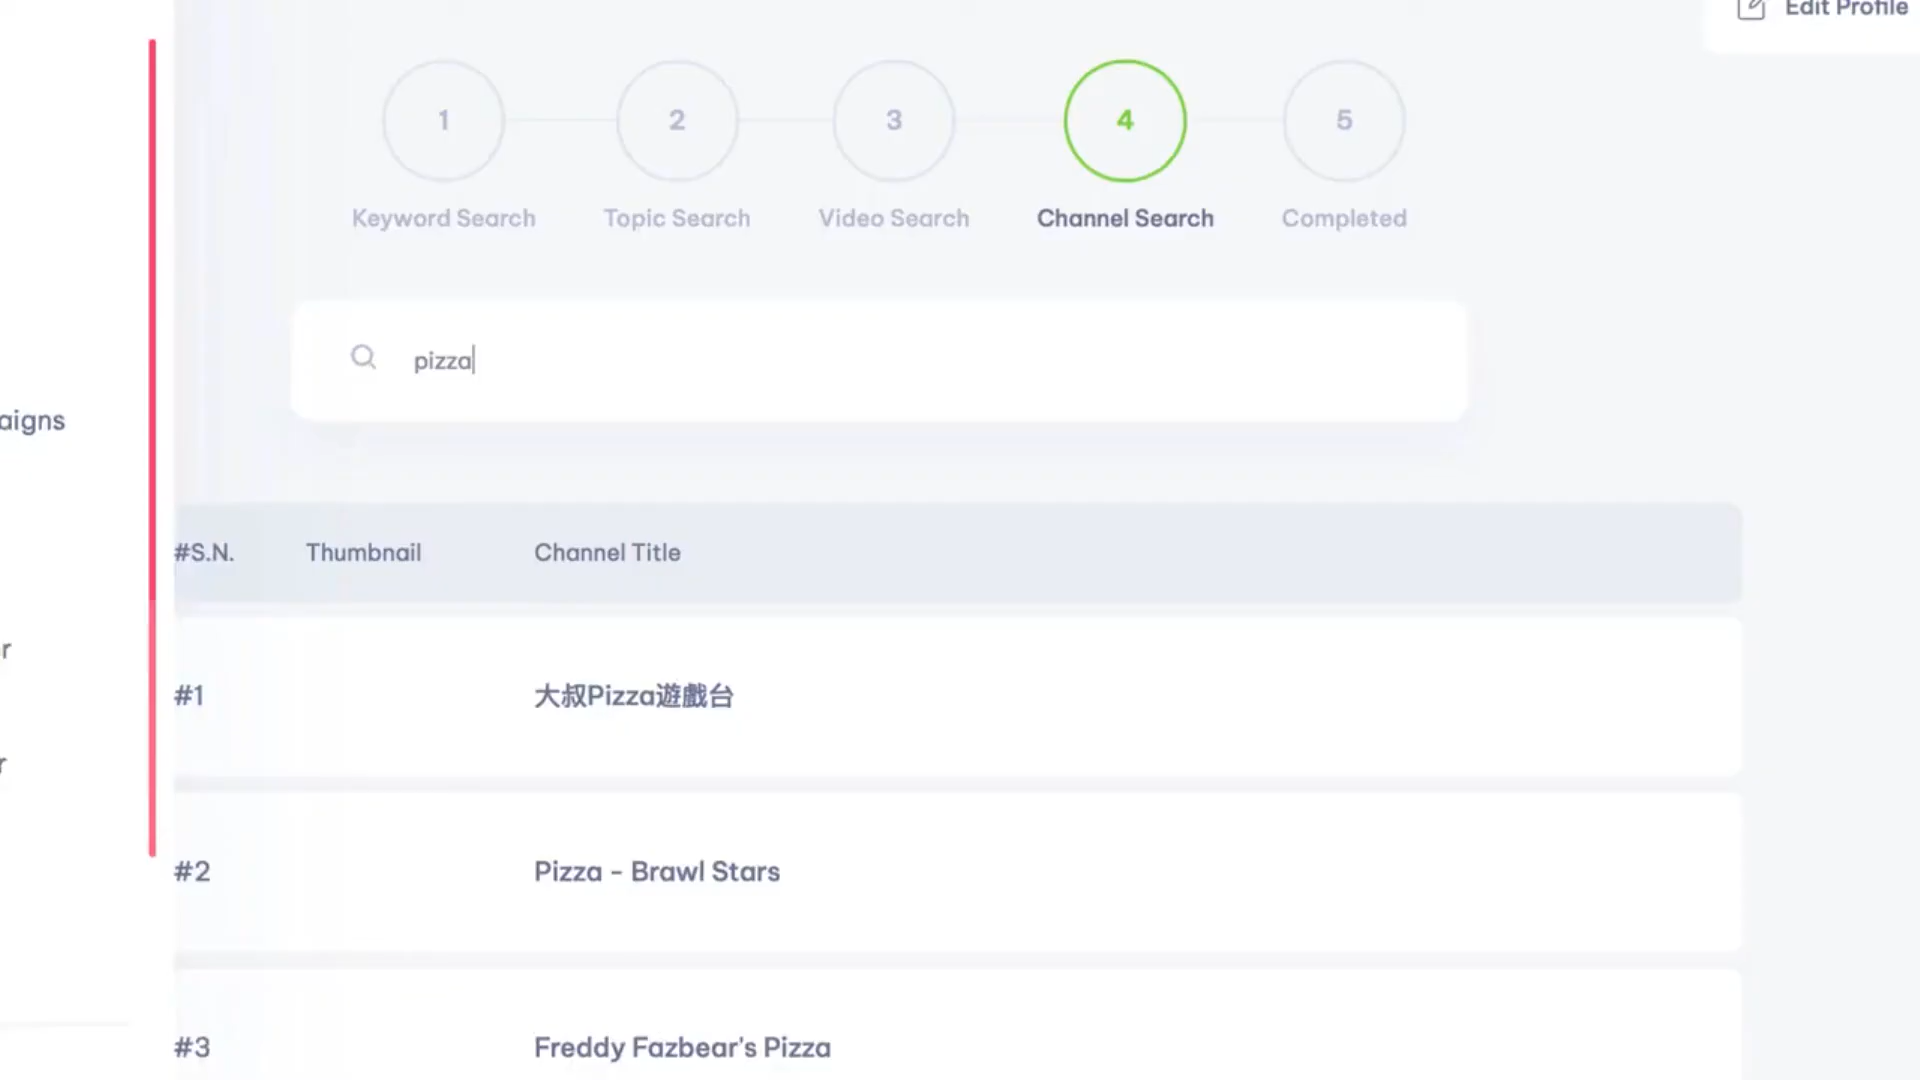 Edit Profile
1
2
3
4
5
Keyword Search
Topic Search
Video Search
Channel Search
Completed
pizza
aigns
#S.N.
Thumbnail
Channel Title
r
#1
大叔Pizza遊戲台
r
#2
Pizza - Brawl Stars
#3
Freddy Fazbear's Pizza